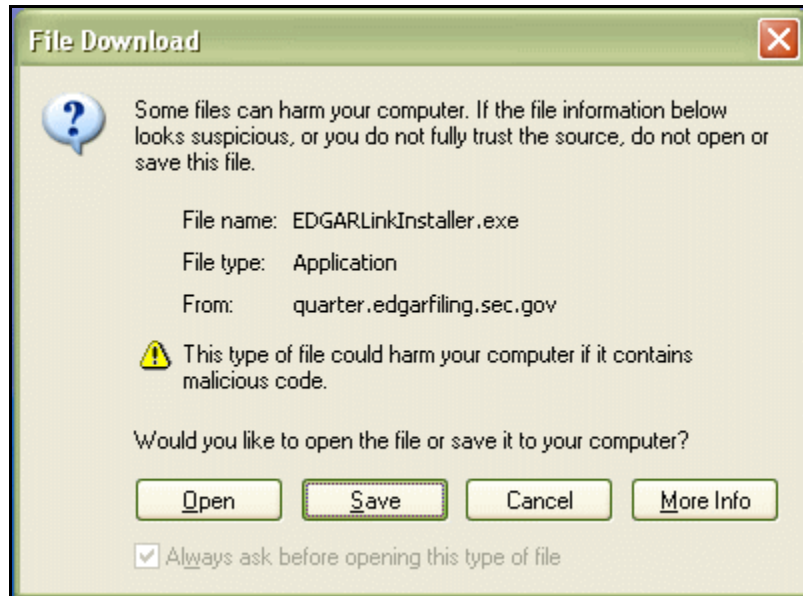 File Download
Some files can harm your computer. If the file information below
looks suspicious, or you do not fully trust the source, do not open or
save this file.
File name: EDGARLinkInstaller.exe
File type: Application
From: quarter.edgarfiling.sec.gov
This type of file could harm your computer if it contains
malicious code.
Would you like to open the file or save it to your computer?
Open Save Cancel More Info
Always ask before opening this type of file